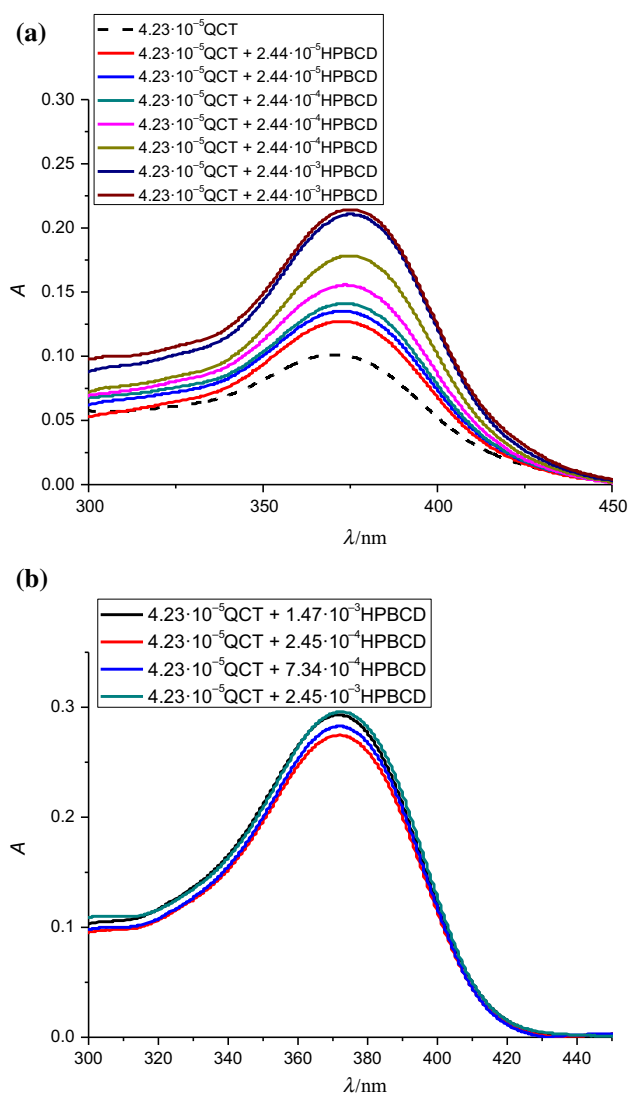 (a)
4.23·10⁻⁵QCT
4.23·10⁻⁵QCT + 2.44·10⁻⁵HPBCD
4.23·10⁻⁵QCT + 2.44·10⁻⁵HPBCD
4.23·10⁻⁵QCT + 2.44·10⁻⁴HPBCD
4.23·10⁻⁵QCT + 2.44·10⁻⁴HPBCD
4.23·10⁻⁵QCT + 2.44·10⁻⁴HPBCD
4.23·10⁻⁵QCT + 2.44·10⁻³HPBCD
4.23·10⁻⁵QCT + 2.44·10⁻³HPBCD
0.30
0.25
0.20
0.15
0.10
0.05
0.00
A
300 350 400 450
λ/nm
(b)
4.23·10⁻⁵QCT + 1.47·10⁻³HPBCD
4.23·10⁻⁵QCT + 2.45·10⁻⁴HPBCD
4.23·10⁻⁵QCT + 7.34·10⁻⁴HPBCD
4.23·10⁻⁵QCT + 2.45·10⁻³HPBCD
0.3
0.2
0.1
0.0
A
300 320 340 360 380 400 420 440
λ/nm